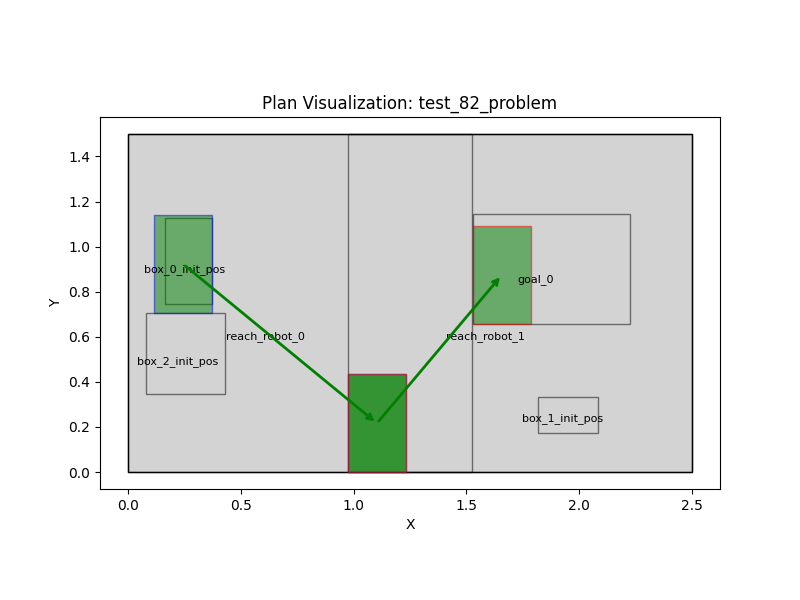 Plan Visualization: test_82_problem
Y
1.4
1.2
1.0
0.8
0.6
0.4
0.2
0.0
box_0_init_pos
goal_0
reach_robot_0
reach_robot_1
box_2_init_pos
box_1_init_pos
0.0 0.5 1.0 1.5 2.0 2.5
X